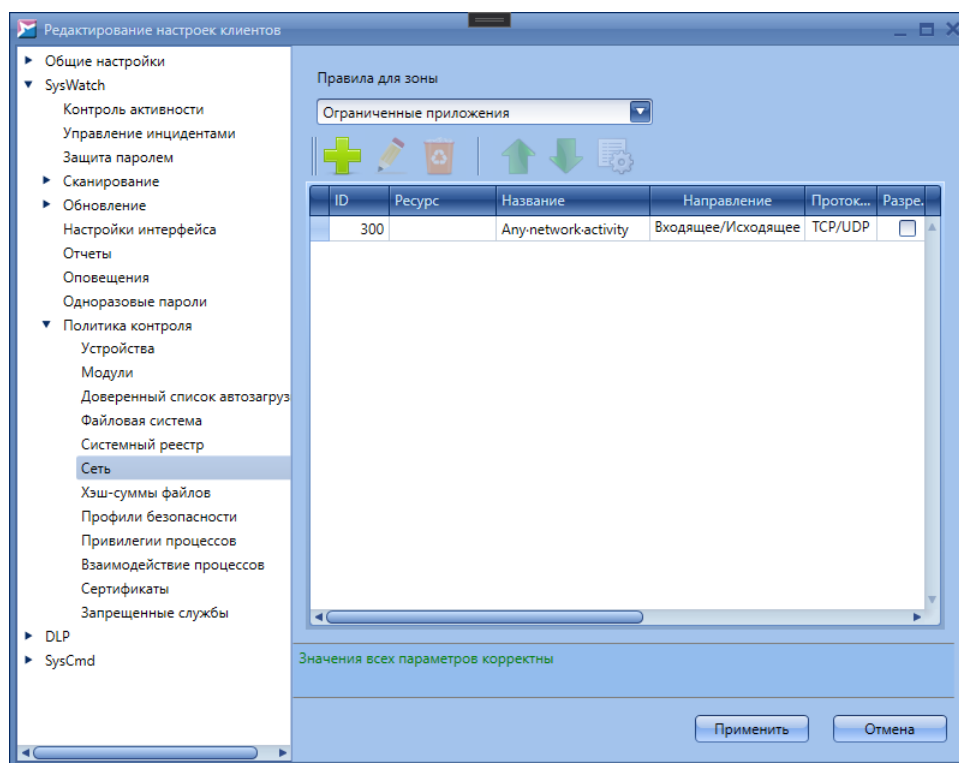 Редактирование настроек клиентов
Общие настройки
SysWatch
Контроль активности
Управление инцидентами
Защита паролем
Сканирование
Обновление
Настройки интерфейса
Отчеты
Оповещения
Одноразовые пароли
Политика контроля
Устройства
Модули
Доверенный список автозагруз
Файловая система
Системный реестр
Сеть
Хэш-суммы файлов
Профили безопасности
Привилегии процессов
Взаимодействие процессов
Сертификаты
Запрещенные службы
DLP
SysCmd
Правила для зоны
Ограниченные приложения
ID Ресурс Название Направление Проток... Разре.
300 Any·network·activity Входящее/Исходящее TCP/UDP
Значения всех параметров корректны
Применить Отмена